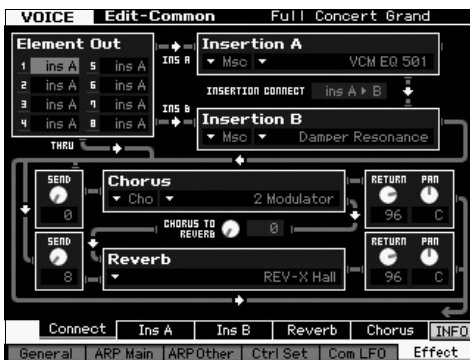 VOICE Edit-Common Full Concert Grand
Element Out
1 ins A 5 ins A
2 ins A 6 ins A
3 ins A 7 ins A
4 ins A 8 ins A
THRU
INS A
Insertion A
Msc VCM EQ 501
INSERTION CONNECT ins A ▸ B
INS B
Insertion B
Msc Damper Resonance
SEND
0
Chorus
Cho 2 Modulator
RETURN PAN
96 C
CHORUS TO
REVERB 0
SEND
8
Reverb
REV-X Hall
RETURN PAN
96 C
Connect Ins A Ins B Reverb Chorus INFO
General ARP Main ARP Other Ctrl Set Com LFO Effect